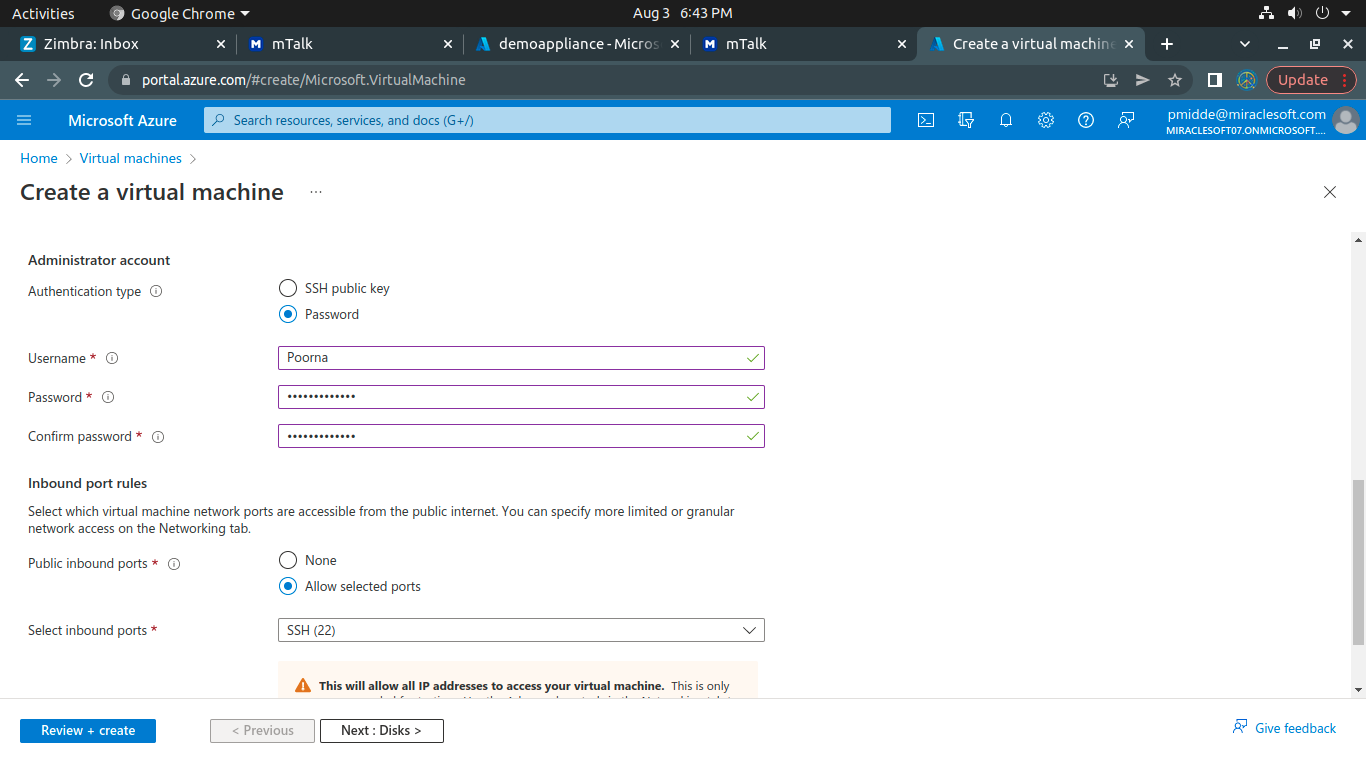 Activities
Google Chrome
Aug 3 6:43 PM
Zimbra: Inbox
mTalk
demoappliance - Micros
mTalk
Create a virtual machine
portal.azure.com/#create/Microsoft.VirtualMachine
Update
Microsoft Azure
Search resources, services, and docs (G+/)
pmidde@miraclesoft.com
MIRACLESOFT07.ONMICROSOFT....
Home > Virtual machines >
Create a virtual machine ...
Administrator account
Authentication type
SSH public key
Password
Username *
Poorna
Password *
•••••••••••••
Confirm password *
•••••••••••••
Inbound port rules
Select which virtual machine network ports are accessible from the public internet. You can specify more limited or granular
network access on the Networking tab.
Public inbound ports *
None
Allow selected ports
Select inbound ports *
SSH (22)
This will allow all IP addresses to access your virtual machine. This is only
Review + create
< Previous
Next : Disks >
Give feedback